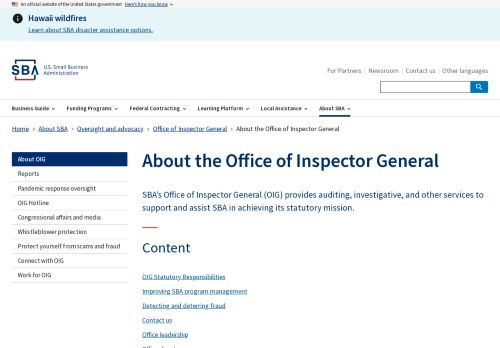 An official website of the United States government Here's how you know
Hawaii wildfires
Learn about SBA disaster assistance options.
SBA U.S. Small Business Administration
For Partners Newsroom Contact us Other languages
Business Guide Funding Programs Federal Contracting Learning Platform Local Assistance About SBA
Home > About SBA > Oversight and advocacy > Office of Inspector General > About the Office of Inspector General
About OIG
Reports
Pandemic response oversight
OIG Hotline
Congressional affairs and media
Whistleblower protection
Protect yourself from scams and fraud
Connect with OIG
Work for OIG
About the Office of Inspector General
SBA's Office of Inspector General (OIG) provides auditing, investigative, and other services to
support and assist SBA in achieving its statutory mission.
Content
OIG Statutory Responsibilities
Improving SBA program management
Detecting and deterring fraud
Contact us
Office leadership